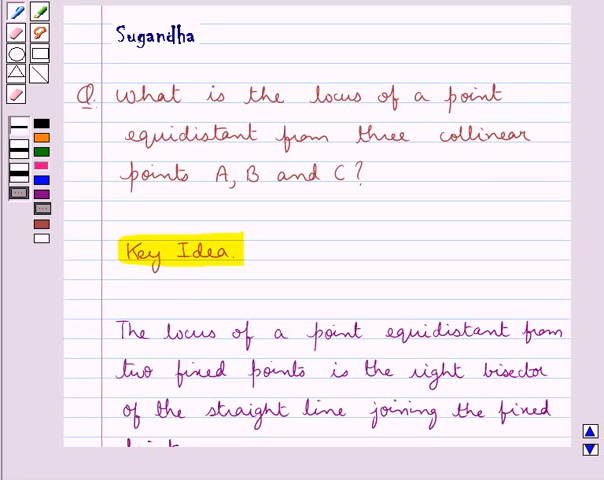 Sugandha
Q. What is the locus of a point
equidistant from three collinear
points A, B and C?
Key Idea.
The locus of a point equidistant from
two fixed points is the right bisector
of the straight line joining the fixed